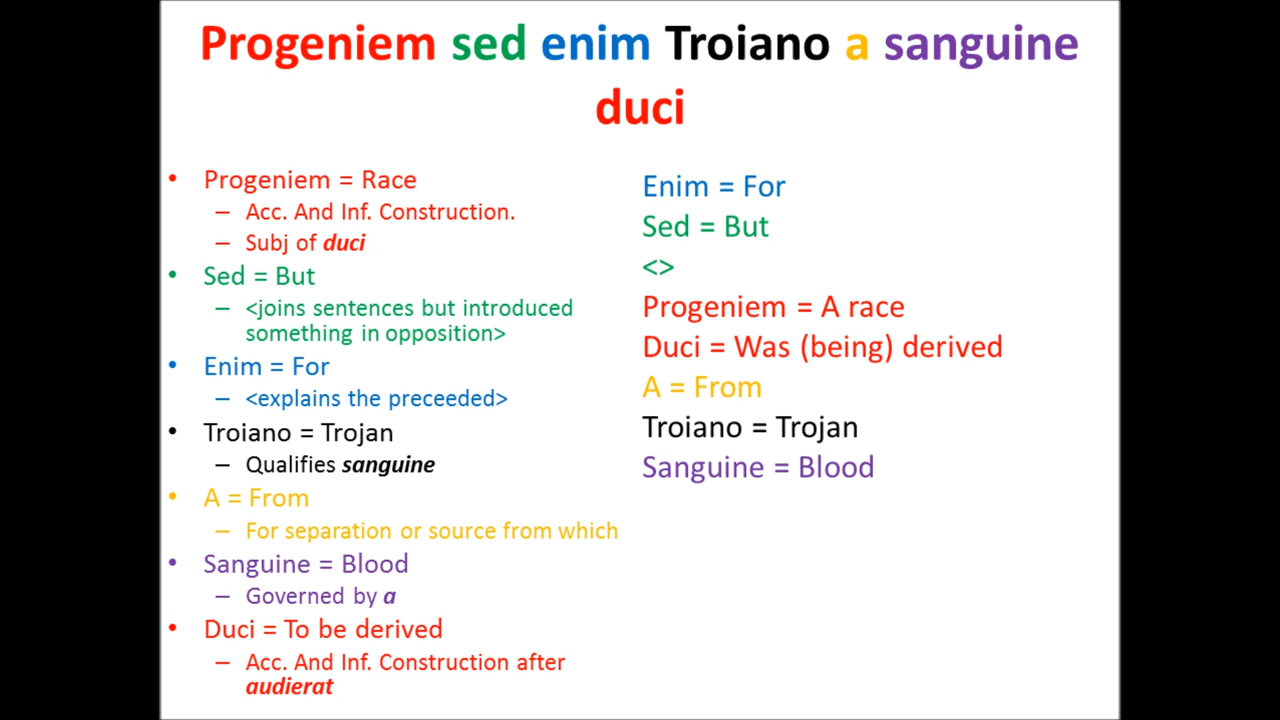 Progeniem sed enim Troiano a sanguine
duci
• Progeniem = Race
– Acc. And Inf. Construction.
– Subj of duci
• Sed = But
– <joins sentences but introduced
something in opposition>
• Enim = For
– <explains the preceeded>
• Troiano = Trojan
– Qualifies sanguine
• A = From
– For separation or source from which
• Sanguine = Blood
– Governed by a
• Duci = To be derived
– Acc. And Inf. Construction after
audierat
Enim = For
Sed = But
<>
Progeniem = A race
Duci = Was (being) derived
A = From
Troiano = Trojan
Sanguine = Blood